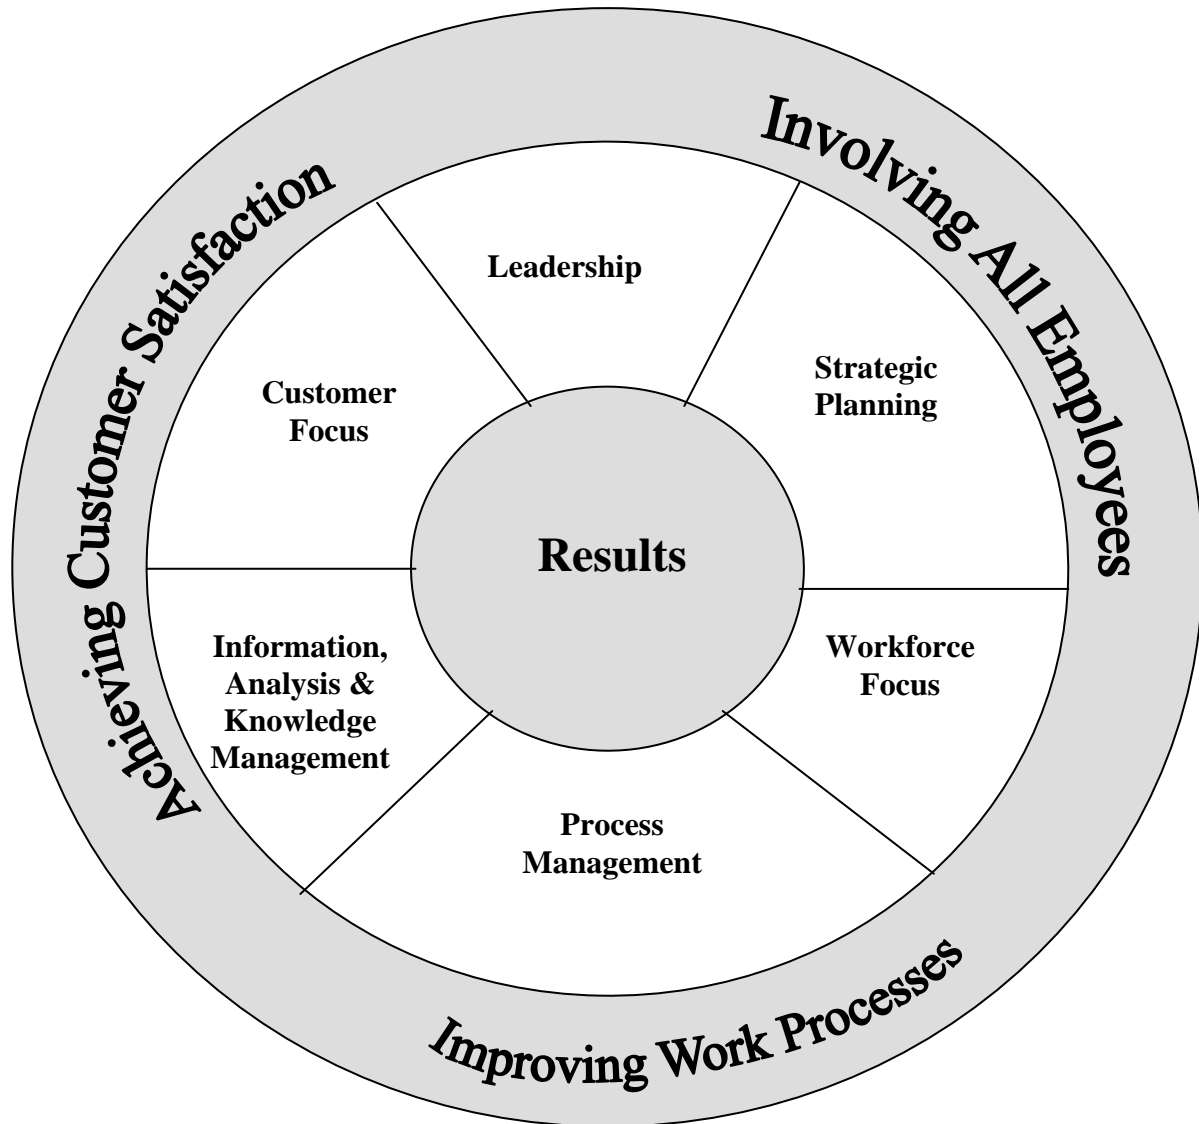 Involving All Employees
Achieving Customer Satisfaction
Leadership
Strategic
Planning
Customer
Focus
Results
Information,
Analysis &
Knowledge
Management
Workforce
Focus
Process
Management
Improving Work Processes